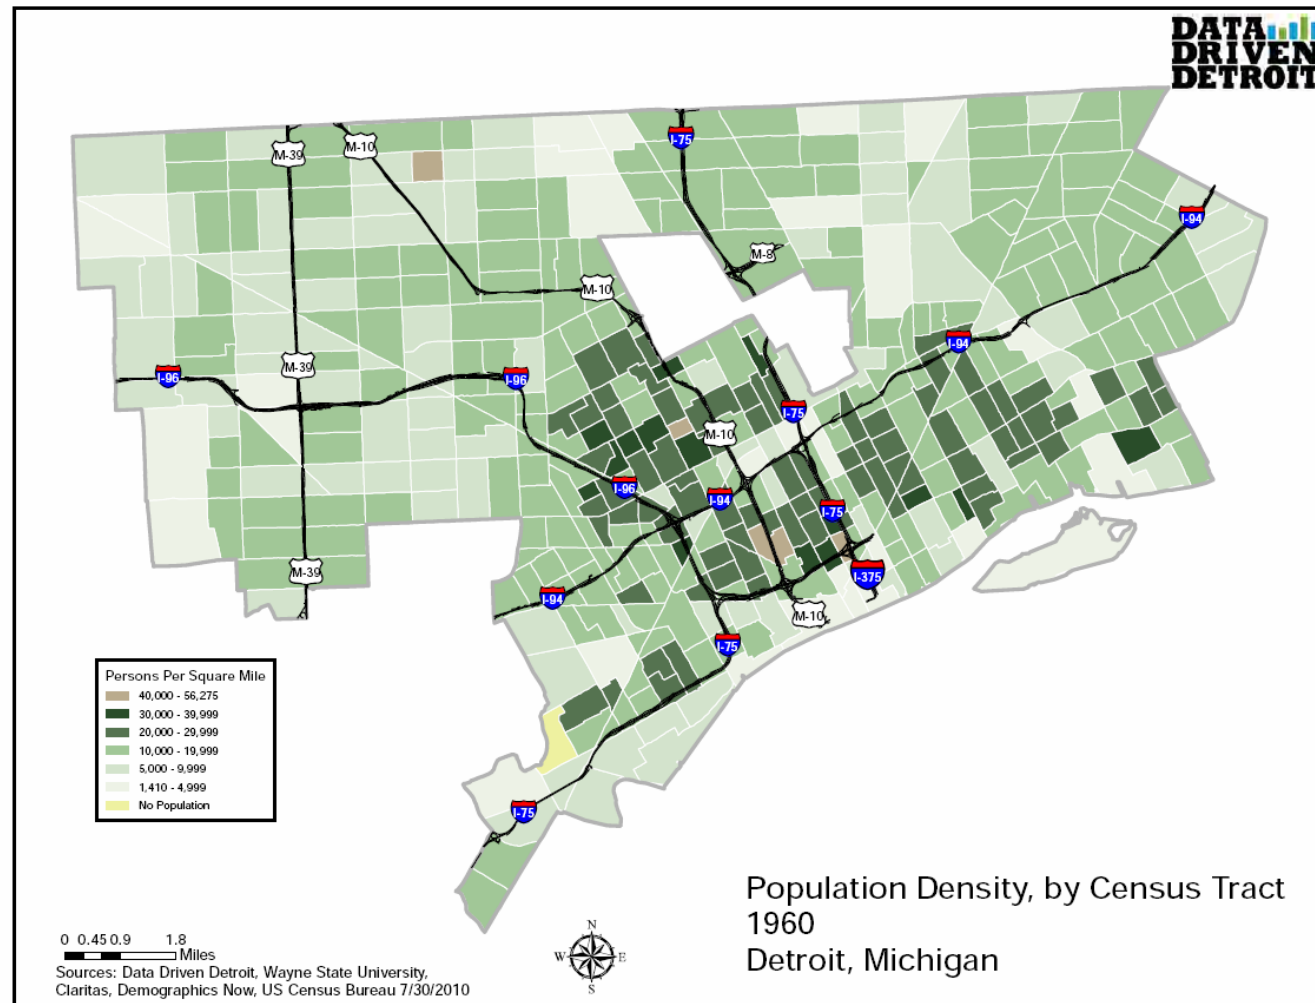 DATA
DRIVEN
DETROIT
I-75
M-39
M-10
I-94
M-8
M-10
I-94
M-39
I-96
I-96
I-75
M-10
I-96
I-94
I-75
M-39
I-375
I-94
M-10
I-75
I-75
Persons Per Square Mile
40,000 - 56,275
30,000 - 39,999
20,000 - 29,999
10,000 - 19,999
5,000 - 9,999
1,410 - 4,999
No Population
Population Density, by Census Tract
1960
Detroit, Michigan
N
W E
S
0 0.45 0.9 1.8
Miles
Sources: Data Driven Detroit, Wayne State University,
Claritas, Demographics Now, US Census Bureau 7/30/2010